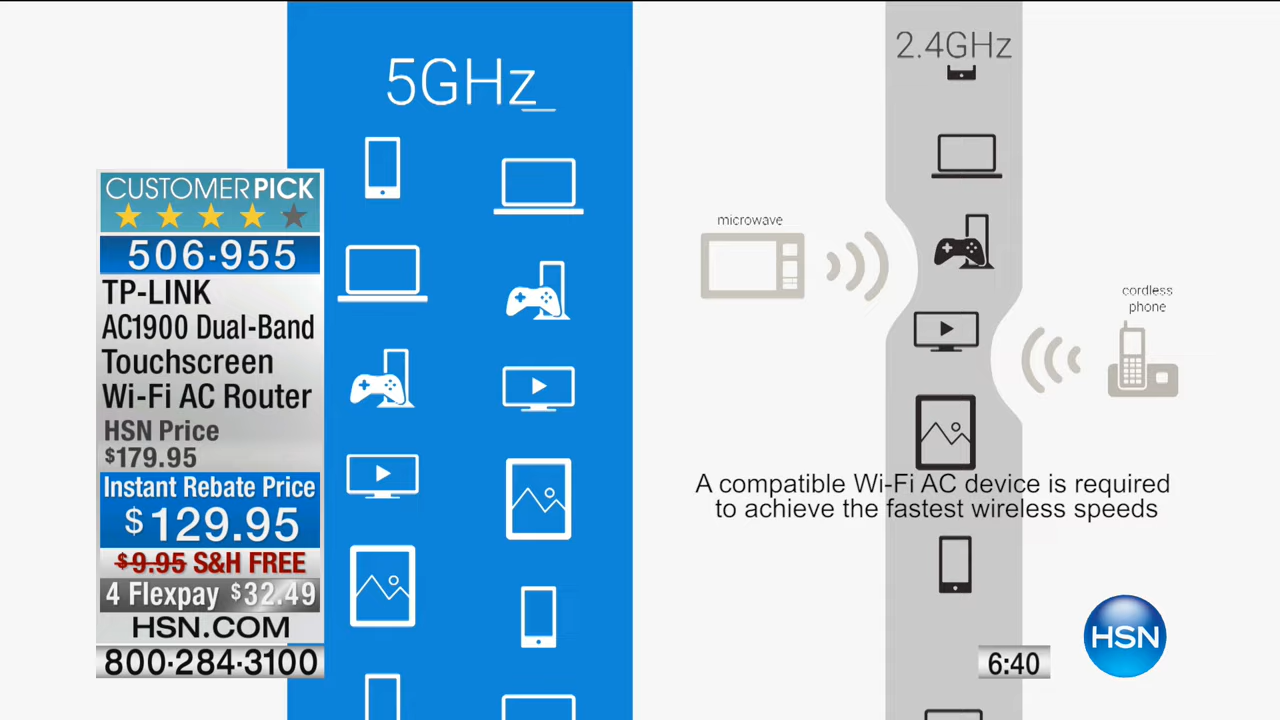 5GHz
2.4GHz
CUSTOMERPICK
506·955
TP-LINK
AC1900 Dual-Band
Touchscreen
Wi-Fi AC Router
HSN Price
$179.95
Instant Rebate Price
$129.95
$9.95 S&H FREE
4 Flexpay $32.49
HSN.COM
800·284·3100
microwave
cordless
phone
A compatible Wi-Fi AC device is required
to achieve the fastest wireless speeds
6:40
HSN